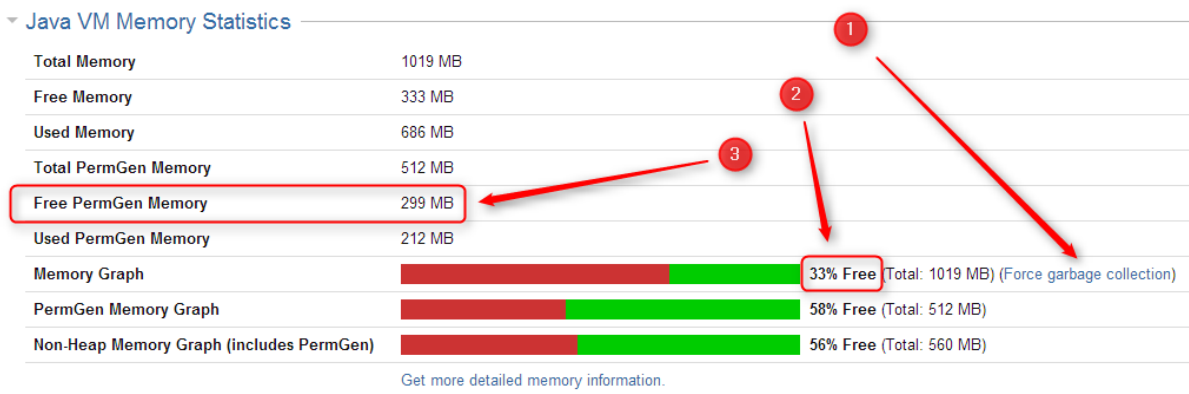 Java VM Memory Statistics
1
Total Memory 1019 MB
Free Memory 333 MB
2
Used Memory 686 MB
3
Total PermGen Memory 512 MB
Free PermGen Memory 299 MB
Used PermGen Memory 212 MB
Memory Graph 33% Free (Total: 1019 MB) (Force garbage collection)
PermGen Memory Graph 58% Free (Total: 512 MB)
Non-Heap Memory Graph (includes PermGen) 56% Free (Total: 560 MB)
Get more detailed memory information.